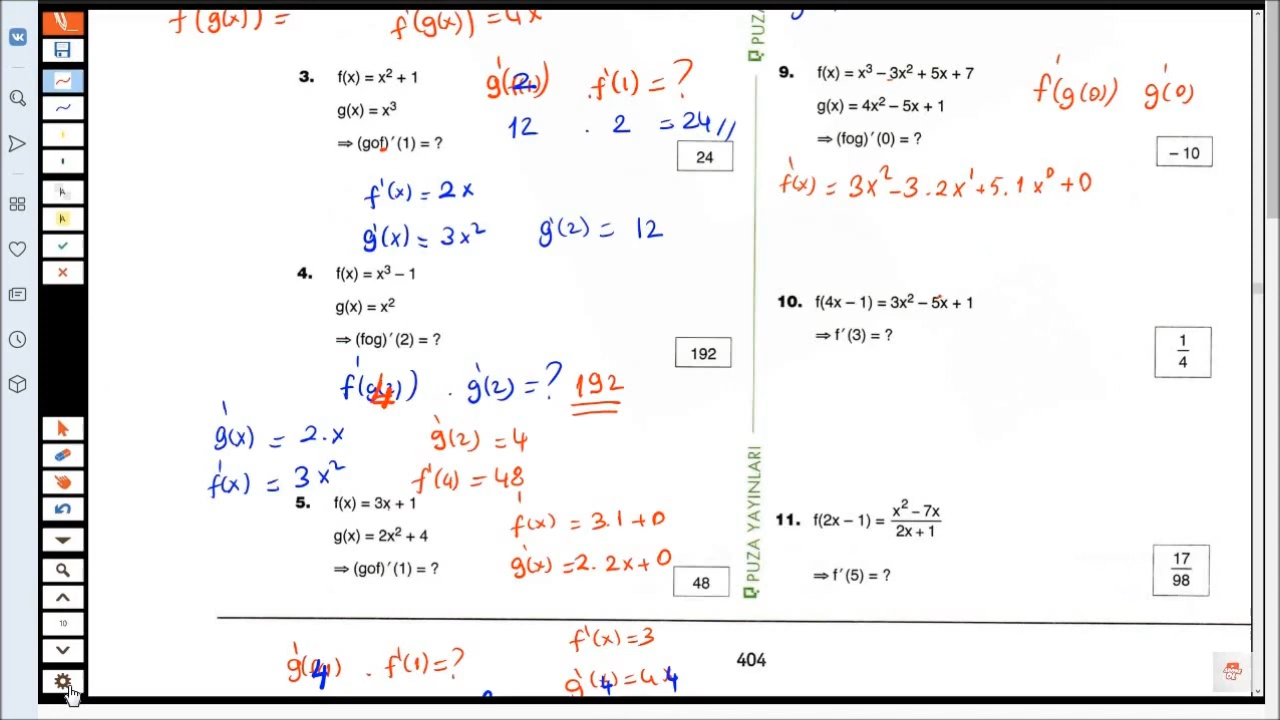 f'(g(x)) =
f'(g(x)) = 4x
3. f(x) = x² + 1
g(x) = x³
⇒ (gof)'(1) = ?
24
g'(2) . f'(1) = ?
12 . 2 = 24 //
f'(x) = 2x
g'(x) = 3x²
g'(2) = 12
4. f(x) = x³ – 1
g(x) = x²
⇒ (fog)'(2) = ?
192
f'(4) . g'(2) = ? 192
g'(x) = 2.x
g'(2) = 4
f'(x) = 3x²
f'(4) = 48
5. f(x) = 3x + 1
g(x) = 2x² + 4
⇒ (gof)'(1) = ?
48
f'(x) = 3.1+0
g'(x) = 2.2x+0
f'(x) = 3
g'(4) . f'(1) = ?
g'(4) = 4.4
PUZA
PUZA YAYINLARI
9. f(x) = x³ – 3x² + 5x + 7
g(x) = 4x² – 5x + 1
⇒ (fog)'(0) = ?
– 10
f'(g(0)) g'(0)
f'(x) = 3x² – 3.2x¹ + 5.1x⁰ + 0
10. f(4x – 1) = 3x² – 5x + 1
⇒ f'(3) = ?
1/4
11. f(2x – 1) = (x² – 7x)/(2x + 1)
⇒ f'(5) = ?
17/98
404
10